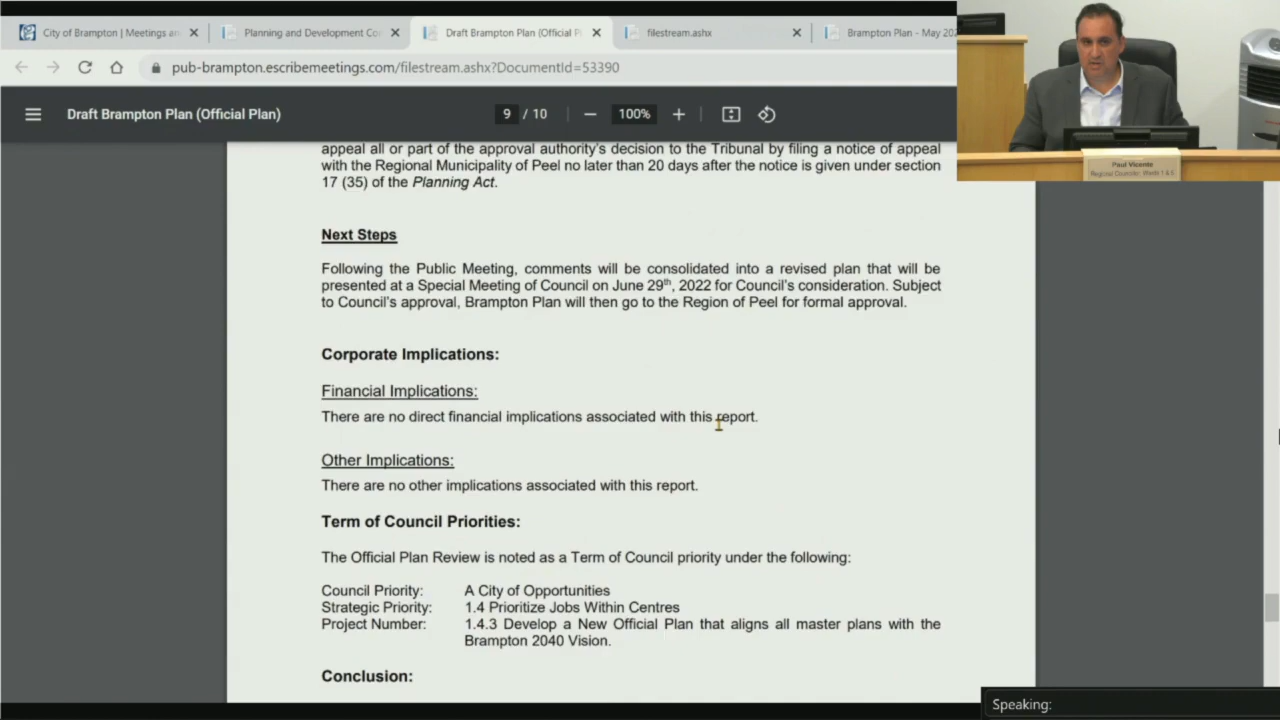 City of Brampton | Meetings an
Planning and Development Co
Draft Brampton Plan (Official P
filestream.ashx
Brampton Plan - May 202
pub-brampton.escribemeetings.com/filestream.ashx?DocumentId=53390
Draft Brampton Plan (Official Plan)
9 / 10
100%
Paul Vicente
Regional Councillor, Wards 1 & 5
appeal all or part of the approval authority's decision to the Tribunal by filing a notice of appeal
with the Regional Municipality of Peel no later than 20 days after the notice is given under section
17 (35) of the Planning Act.
Next Steps
Following the Public Meeting, comments will be consolidated into a revised plan that will be
presented at a Special Meeting of Council on June 29th, 2022 for Council's consideration. Subject
to Council's approval, Brampton Plan will then go to the Region of Peel for formal approval.
Corporate Implications:
Financial Implications:
There are no direct financial implications associated with this report.
Other Implications:
There are no other implications associated with this report.
Term of Council Priorities:
The Official Plan Review is noted as a Term of Council priority under the following:
Council Priority: A City of Opportunities
Strategic Priority: 1.4 Prioritize Jobs Within Centres
Project Number: 1.4.3 Develop a New Official Plan that aligns all master plans with the
Brampton 2040 Vision.
Conclusion:
Speaking: